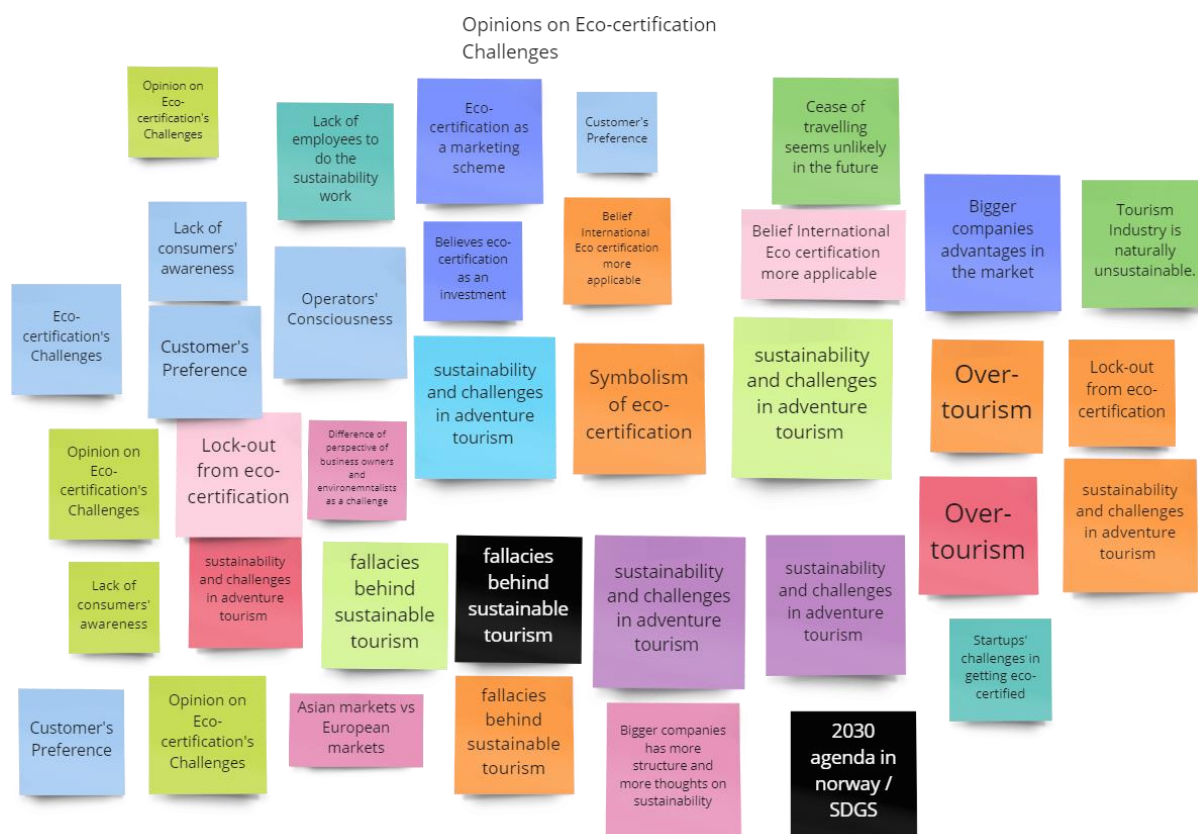 Opinions on Eco-certification
Challenges
Opinion on
Eco-
certification's
Challenges
Lack of
employees to
do the
sustainability
work
Eco-
certification as
a marketing
scheme
Customer's
Preference
Cease of
travelling
seems unlikely
in the future
Lack of
consumers'
awareness
Believes eco-
certification
as an
investment
Belief
International
Eco certification
more
applicable
Belief International
Eco certification
more applicable
Bigger
companies
advantages in
the market
Tourism
Industry is
naturally
unsustainable.
Eco-
certification's
Challenges
Customer's
Preference
Operators'
Consciousness
sustainability
and challenges
in adventure
tourism
Symbolism
of eco-
certification
sustainability
and challenges
in adventure
tourism
Over-
tourism
Lock-out
from eco-
certification
Opinion on
Eco-
certification's
Challenges
Lock-out
from eco-
certification
Difference of
perspective of
business owners
and
environemntalists
as a challenge
Over-
tourism
sustainability
and challenges
in adventure
tourism
Lack of
consumers'
awareness
sustainability
and challenges
in adventure
tourism
fallacies
behind
sustainable
tourism
fallacies
behind
sustainable
tourism
sustainability
and challenges
in adventure
tourism
sustainability
and challenges
in adventure
tourism
Startups'
challenges in
getting eco-
certified
Customer's
Preference
Opinion on
Eco-
certification's
Challenges
Asian markets vs
European
markets
fallacies
behind
sustainable
tourism
Bigger companies
has more
structure and
more thoughts on
sustainability
2030
agenda in
norway /
SDGS